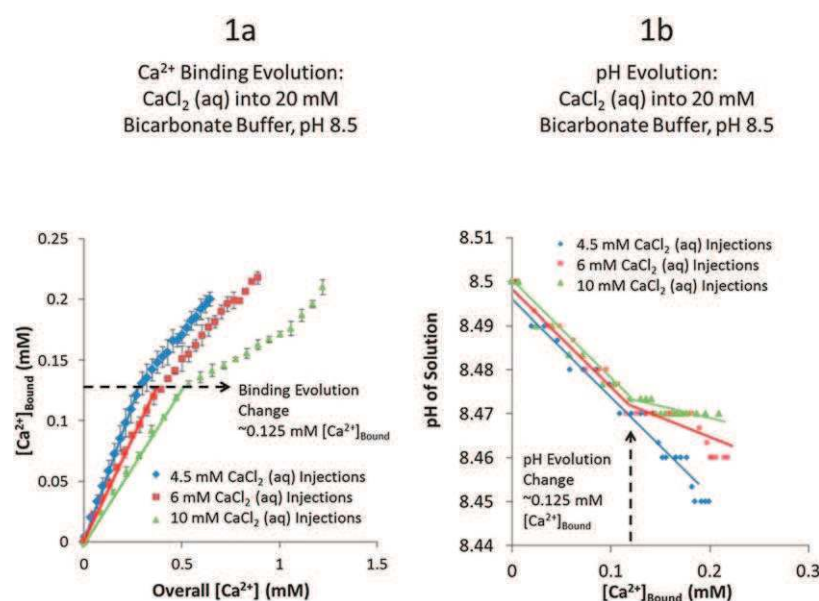 1a
Ca²⁺ Binding Evolution:
CaCl₂ (aq) into 20 mM
Bicarbonate Buffer, pH 8.5
[Ca²⁺]Bound (mM)
0.25
0.2
0.15
0.1
0.05
0
Binding Evolution
Change
~0.125 mM [Ca²⁺]Bound
4.5 mM CaCl₂ (aq) Injections
6 mM CaCl₂ (aq) Injections
10 mM CaCl₂ (aq) Injections
0 0.5 1 1.5
Overall [Ca²⁺] (mM)
1b
pH Evolution:
CaCl₂ (aq) into 20 mM
Bicarbonate Buffer, pH 8.5
pH of Solution
8.51
8.5
8.49
8.48
8.47
8.46
8.45
8.44
4.5 mM CaCl₂ (aq) Injections
6 mM CaCl₂ (aq) Injections
10 mM CaCl₂ (aq) Injections
pH Evolution
Change
~0.125 mM
[Ca²⁺]Bound
0 0.1 0.2 0.3
[Ca²⁺]Bound (mM)